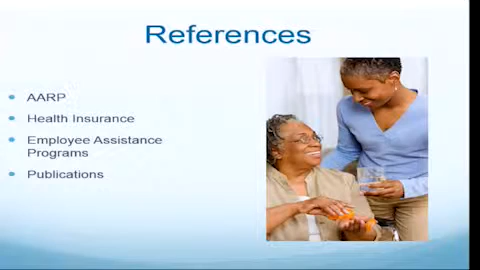 References
AARP
Health Insurance
Employee Assistance
Programs
Publications